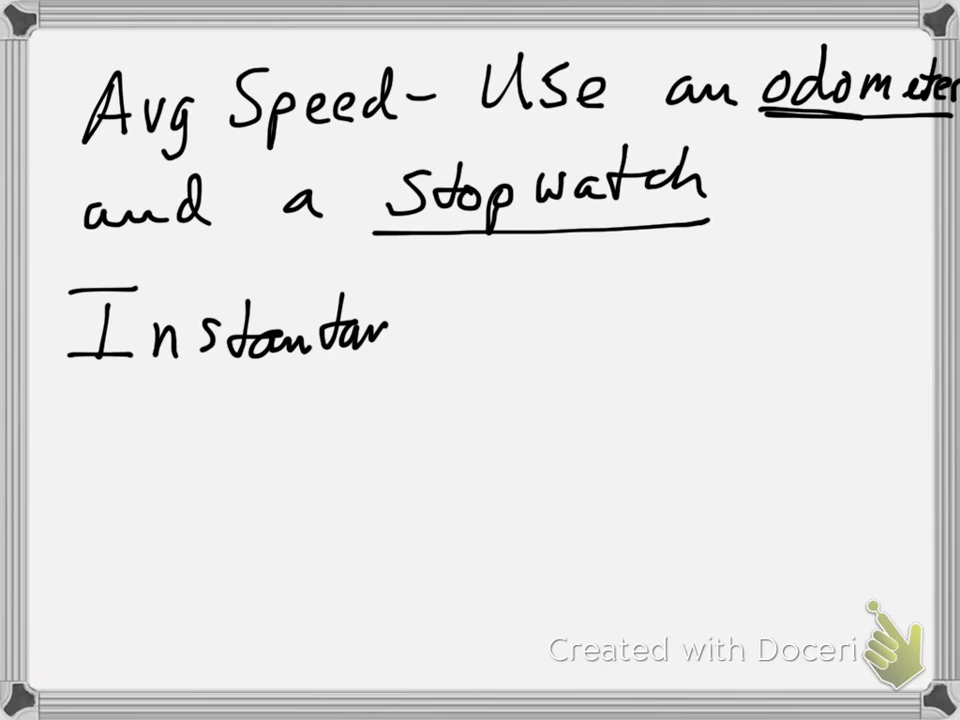 Avg Speed- Use an odometer
and a stopwatch
Instantan
Created with Doceri